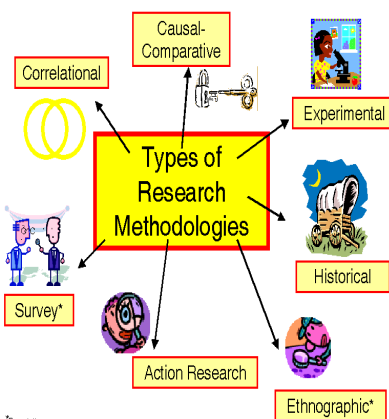 Causal-
Comparative
Correlational
Experimental
Types of
Research
Methodologies
Historical
Survey*
Action Research
Ethnographic*